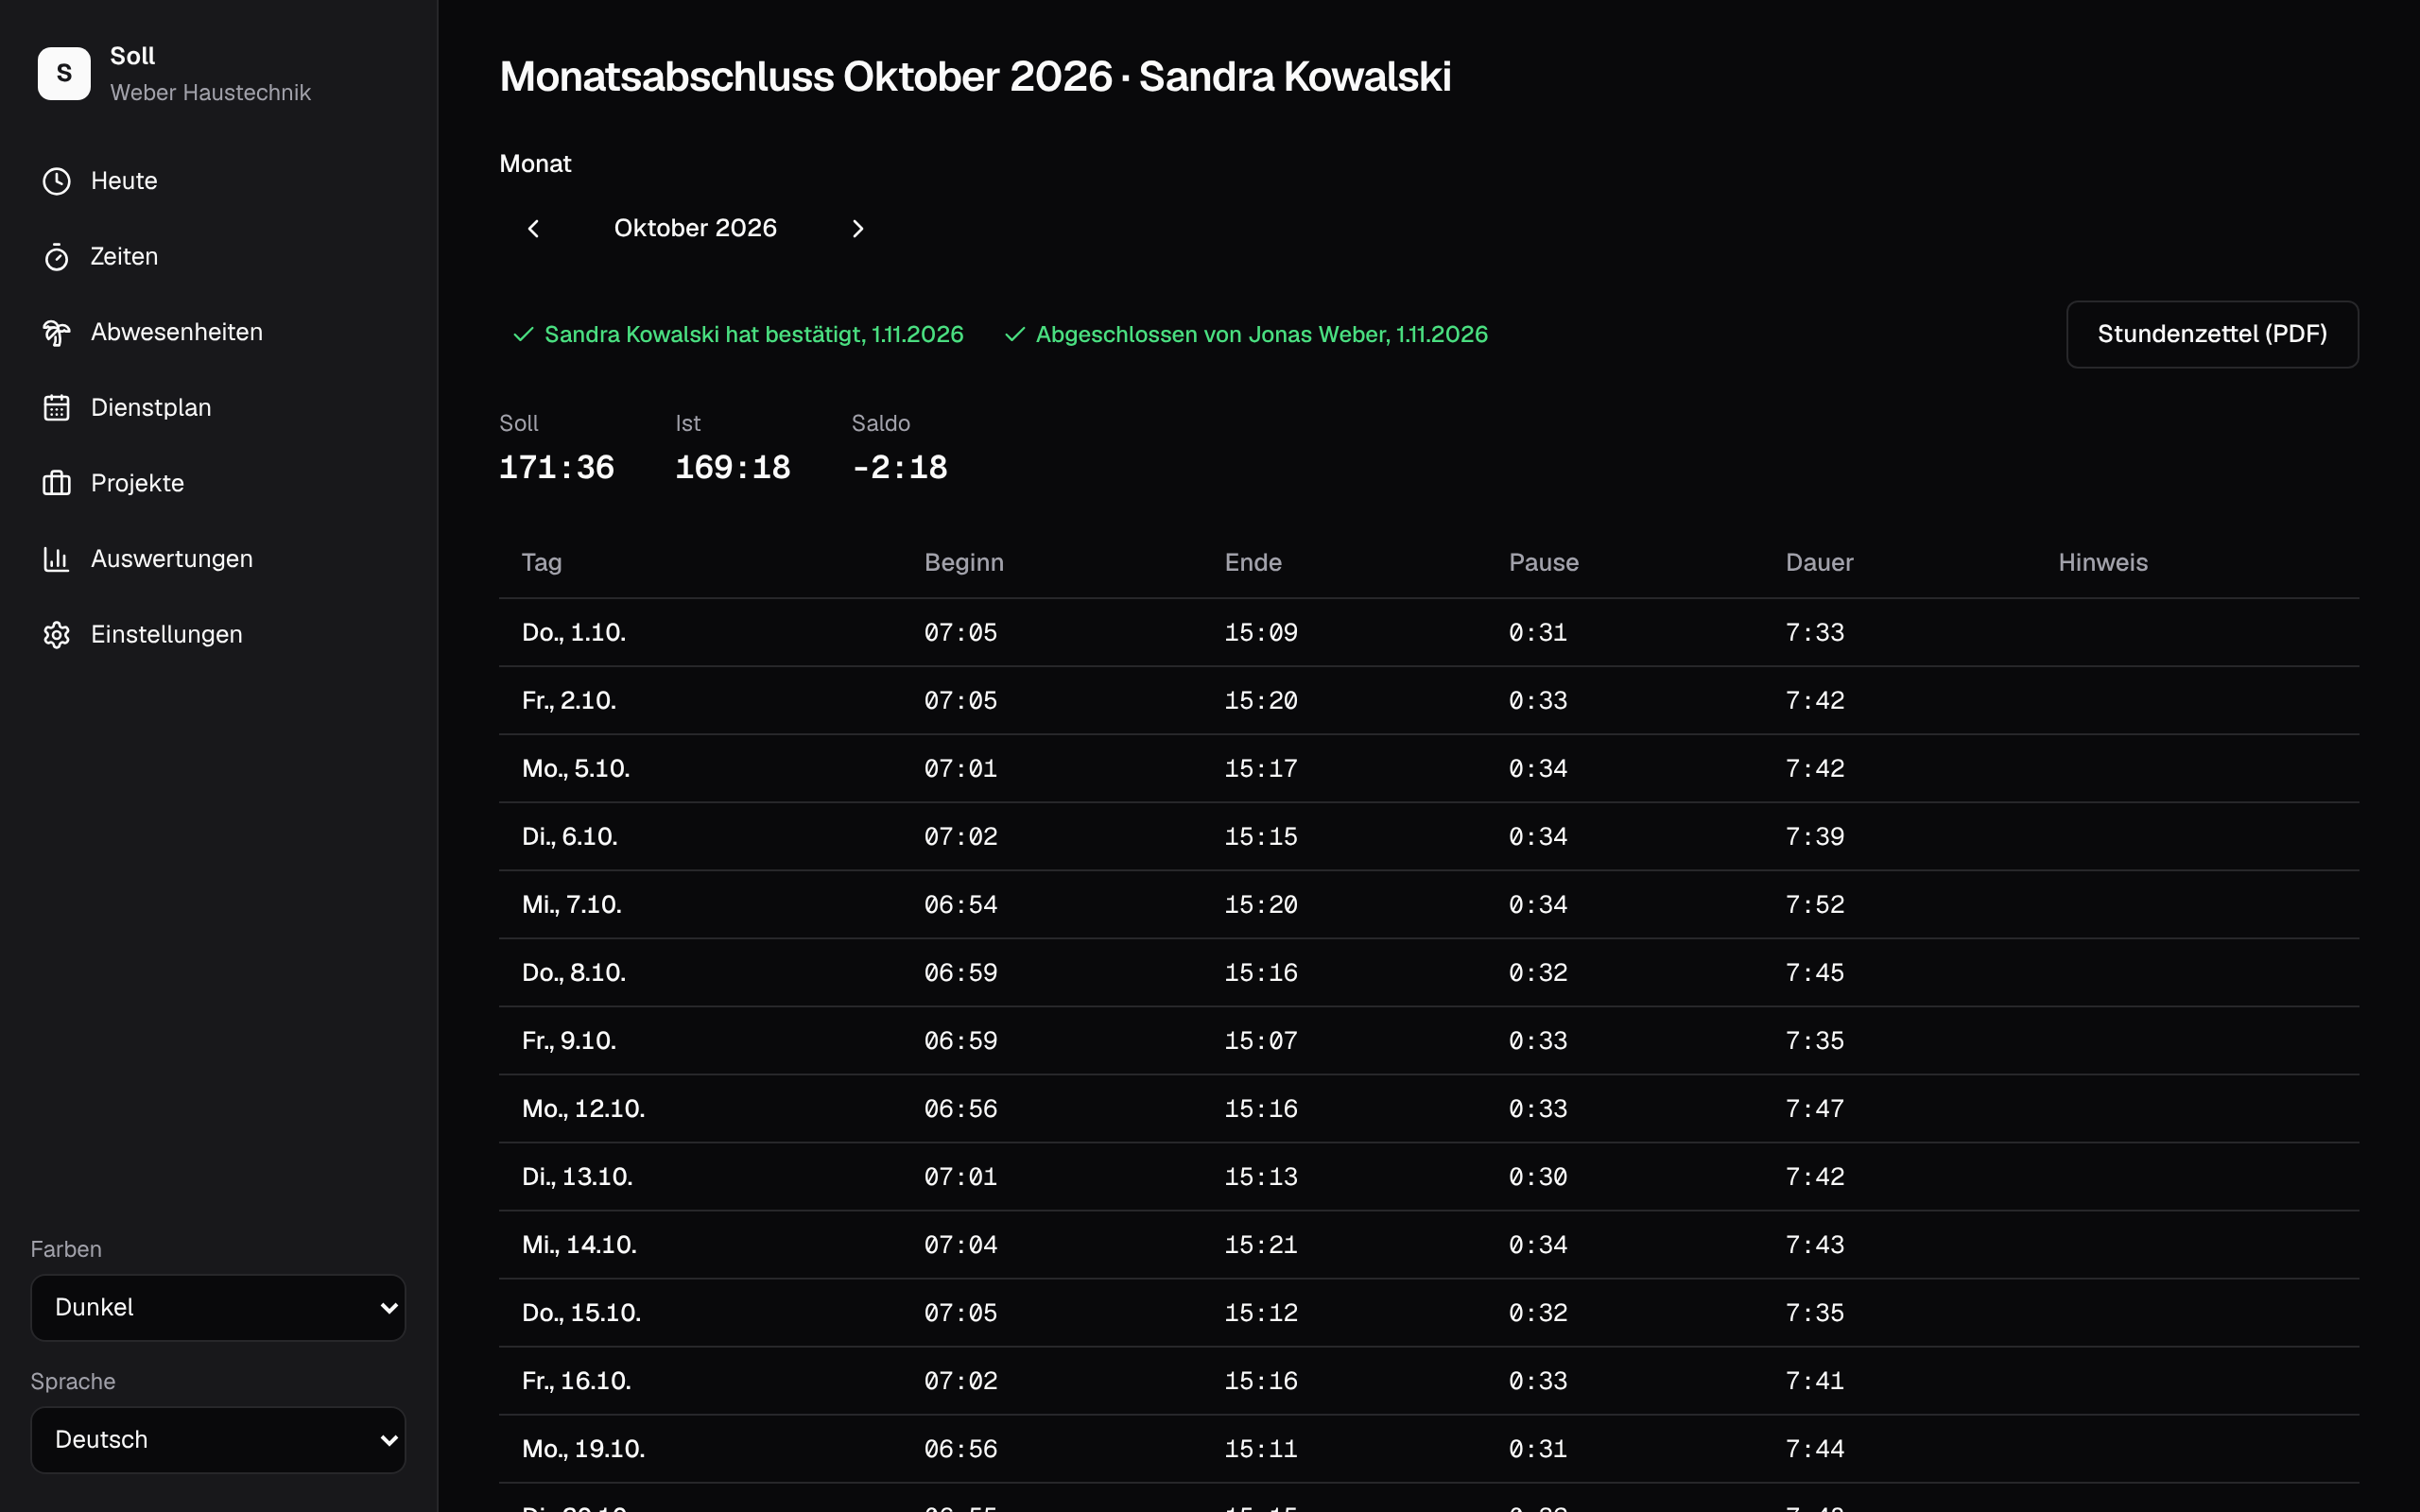 S
Soll
Weber Haustechnik
Heute
Zeiten
Abwesenheiten
Dienstplan
Projekte
Auswertungen
Einstellungen
Farben
Dunkel
Sprache
Deutsch
Monatsabschluss Oktober 2026 · Sandra Kowalski
Monat
Oktober 2026
Sandra Kowalski hat bestätigt, 1.11.2026 Abgeschlossen von Jonas Weber, 1.11.2026 Stundenzettel (PDF)
Soll Ist Saldo
171:36 169:18 -2:18
Tag Beginn Ende Pause Dauer Hinweis
Do., 1.10. 07:05 15:09 0:31 7:33
Fr., 2.10. 07:05 15:20 0:33 7:42
Mo., 5.10. 07:01 15:17 0:34 7:42
Di., 6.10. 07:02 15:15 0:34 7:39
Mi., 7.10. 06:54 15:20 0:34 7:52
Do., 8.10. 06:59 15:16 0:32 7:45
Fr., 9.10. 06:59 15:07 0:33 7:35
Mo., 12.10. 06:56 15:16 0:33 7:47
Di., 13.10. 07:01 15:13 0:30 7:42
Mi., 14.10. 07:04 15:21 0:34 7:43
Do., 15.10. 07:05 15:12 0:32 7:35
Fr., 16.10. 07:02 15:16 0:33 7:41
Mo., 19.10. 06:56 15:11 0:31 7:44